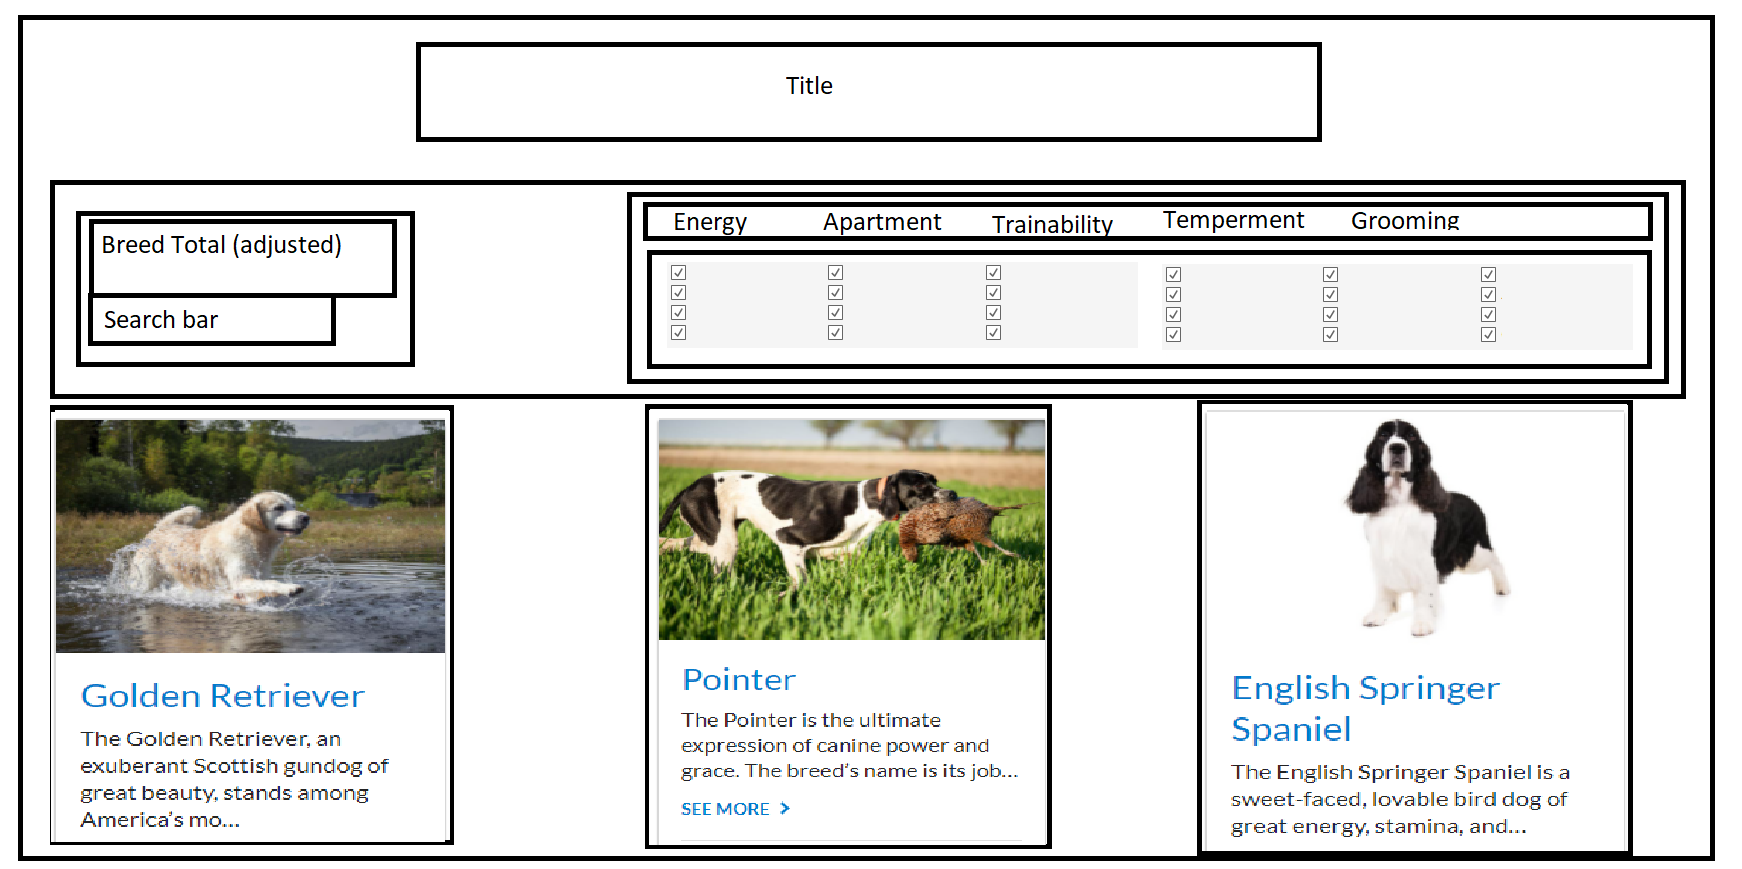 Title
Breed Total (adjusted)
Search bar
Energy Apartment Trainability Temperment Grooming
Golden Retriever
The Golden Retriever, an
exuberant Scottish gundog of
great beauty, stands among
America's mo...
Pointer
The Pointer is the ultimate
expression of canine power and
grace. The breed's name is its job...
SEE MORE >
English Springer
Spaniel
The English Springer Spaniel is a
sweet-faced, lovable bird dog of
great energy, stamina, and...